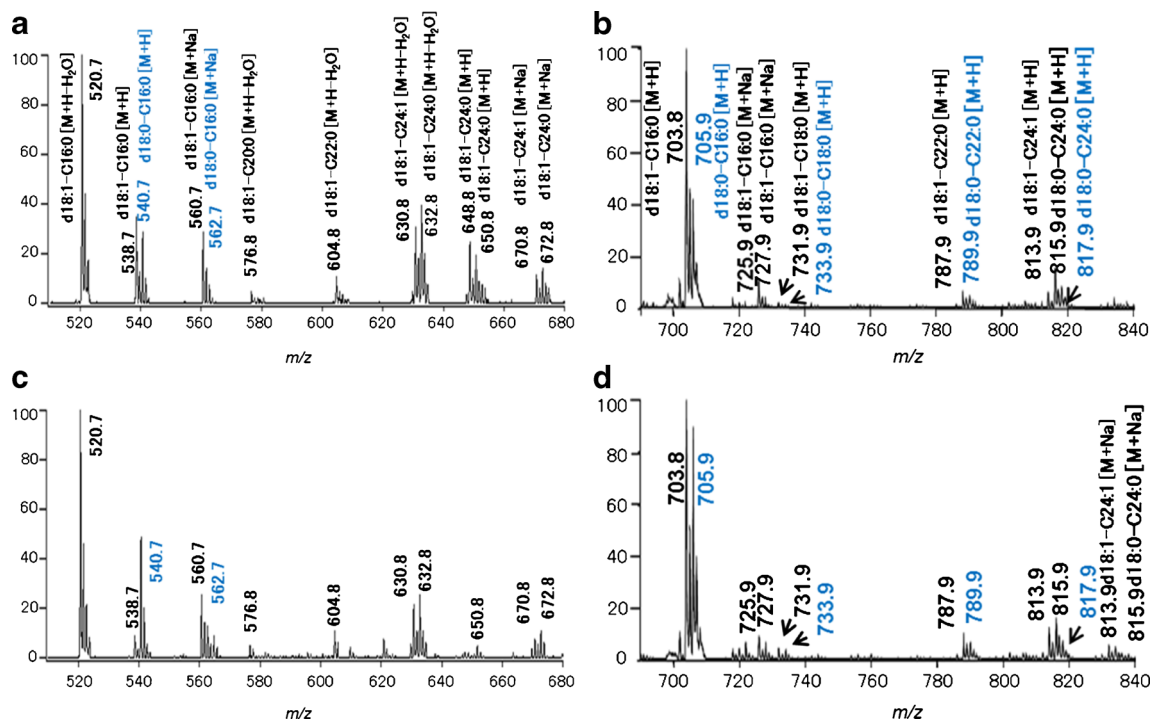 a
100
80
60
40
20
0
d18:1-C16:0 [M+H-H₂O]
520.7
d18:1-C16:0 [M+H]
538.7
d18:0-C16:0 [M+H]
540.7
d18:1-C16:0 [M+Na]
560.7
d18:0-C16:0 [M+Na]
562.7
576.8 d18:1-C20:0 [M+H-H₂O]
604.8 d18:1-C22:0 [M+H-H₂O]
630.8 d18:1-C24:1 [M+H-H₂O]
632.8 d18:1-C24:0 [M+H-H₂O]
648.8 d18:1-C24:0 [M+H]
650.8 d18:1-C24:0 [M+H]
670.8 d18:1-C24:1 [M+Na]
672.8 d18:1-C24:0 [M+Na]
520 540 560 580 600 620 640 660 680
m/z
b
100
80
60
40
20
0
d18:1-C16:0 [M+H]
703.8
705.9
d18:0-C16:0 [M+H]
725.9 d18:1-C16:0 [M+Na]
727.9 d18:1-C16:0 [M+Na]
731.9 d18:1-C18:0 [M+H]
733.9 d18:0-C18:0 [M+H]
787.9 d18:1-C22:0 [M+H]
789.9 d18:0-C22:0 [M+H]
813.9 d18:1-C24:1 [M+H]
815.9 d18:0-C24:0 [M+H]
817.9 d18:0-C24:0 [M+H]
700 720 740 760 780 800 820 840
m/z
c
100
80
60
40
20
0
520.7
538.7
540.7
560.7
562.7
576.8
604.8
630.8
632.8
650.8
670.8
672.8
520 540 560 580 600 620 640 660 680
m/z
d
100
80
60
40
20
0
703.8
705.9
725.9
727.9
731.9
733.9
787.9
789.9
813.9
815.9
817.9
813.9d18:1-C24:1 [M+Na]
815.9d18:0-C24:0 [M+Na]
700 720 740 760 780 800 820 840
m/z